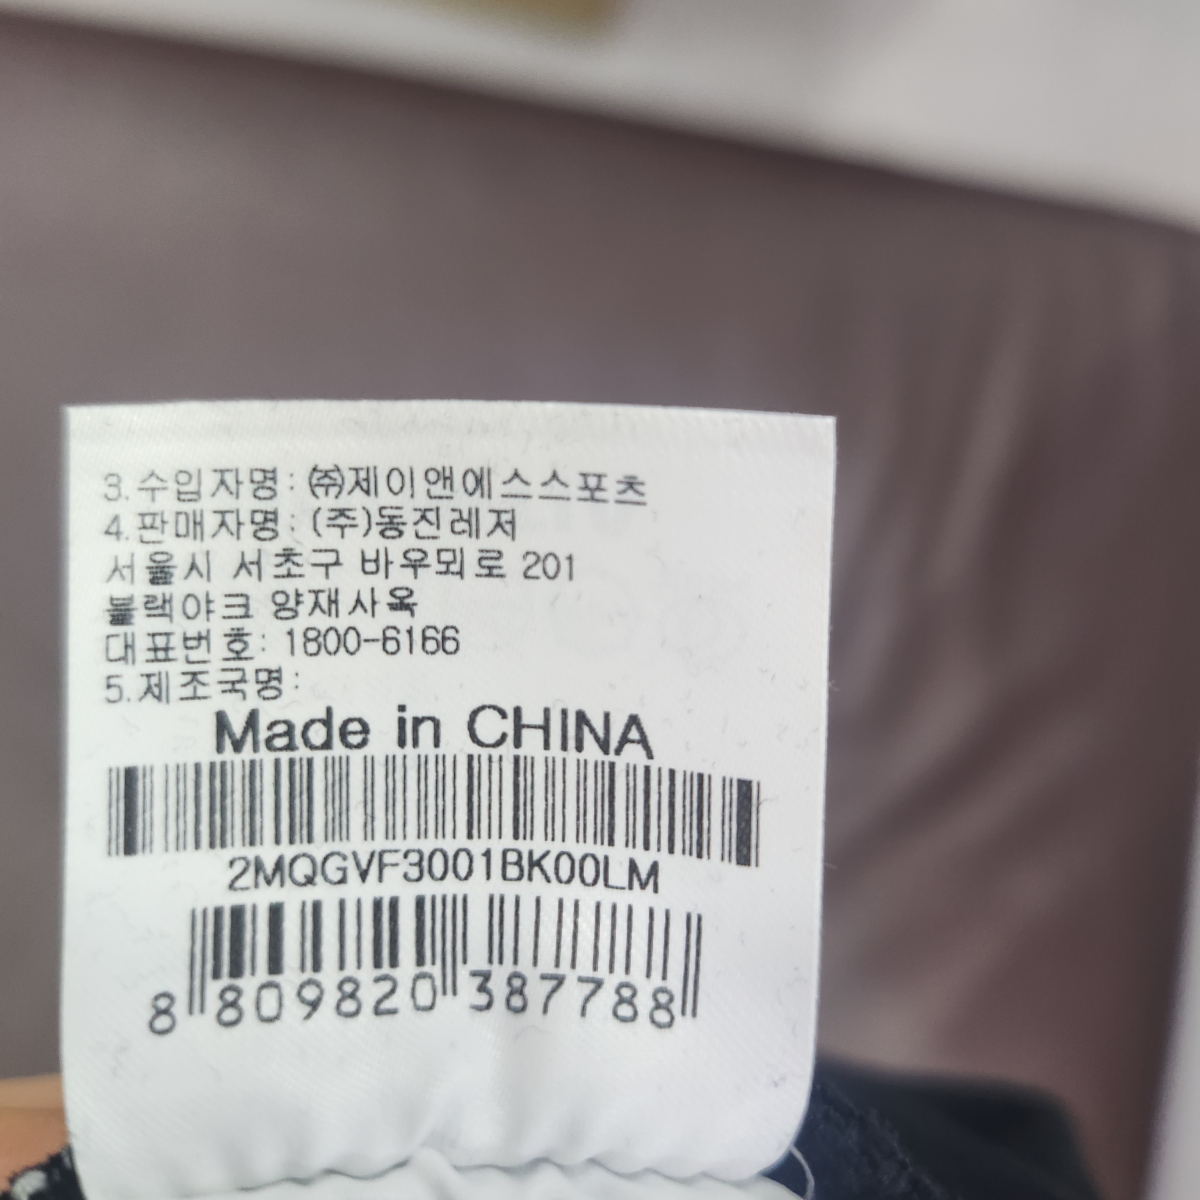 3.수입자명: ㈜제이앤에스스포츠
4.판매자명: (주)동진레저
서울시 서초구 바우뫼로 201
블랙야크 양재사옥
대표번호: 1800-6166
5.제조국명:
Made in CHINA
2MQGVF3001BK00LM
8 809820 387788